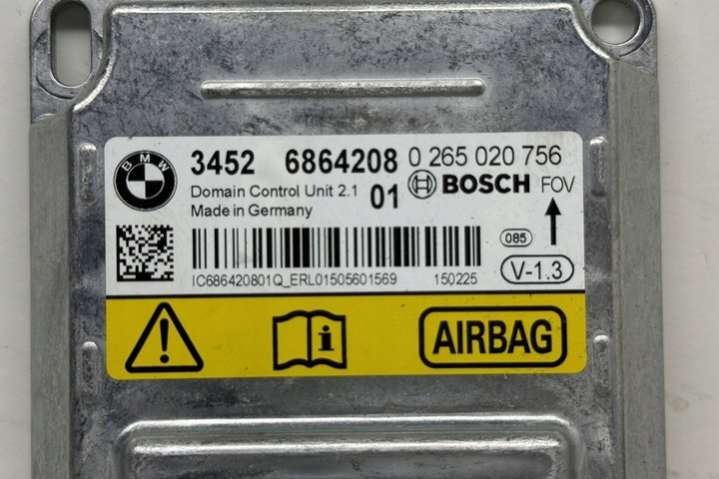 BMW
3452 6864208 0 265 020 756
Domain Control Unit 2.1 01 BOSCH FOV
Made in Germany
085
IC686420801Q_ERL01505601569 150225
V-1.3
i AIRBAG